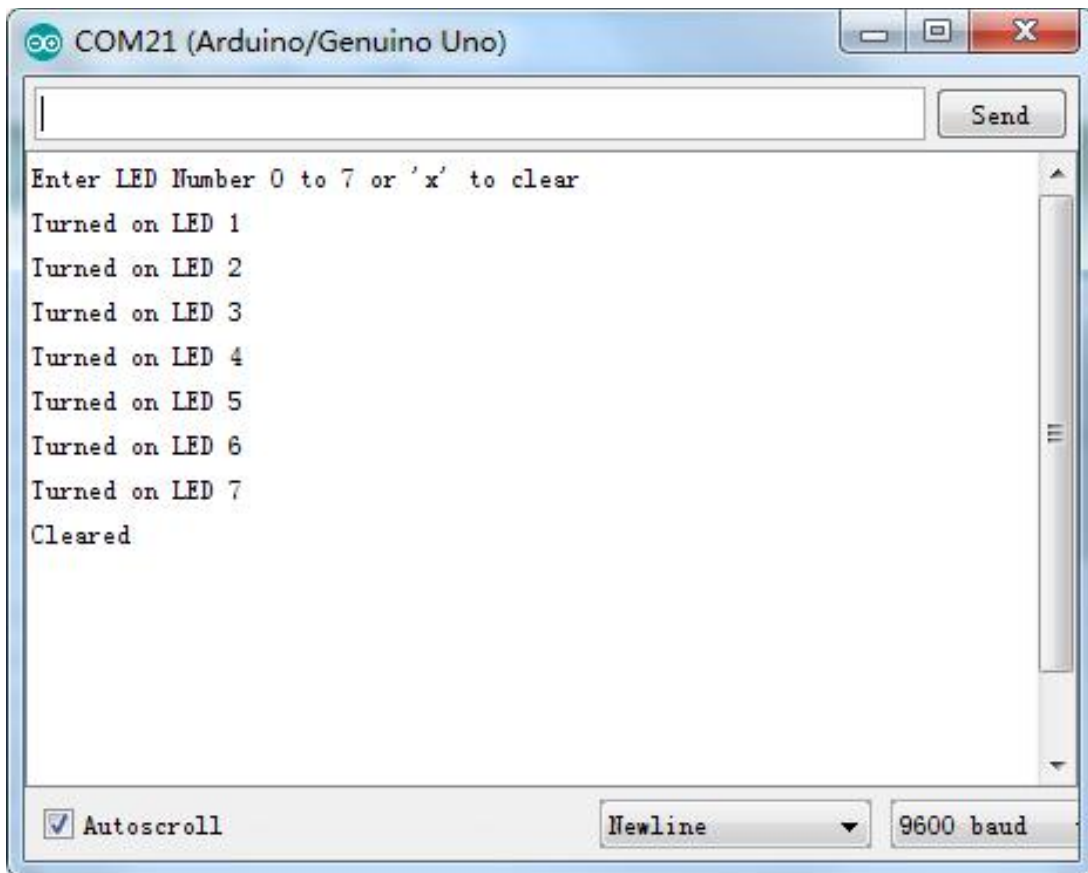 COM21 (Arduino/Genuino Uno)
Send
Enter LED Number 0 to 7 or 'x' to clear
Turned on LED 1
Turned on LED 2
Turned on LED 3
Turned on LED 4
Turned on LED 5
Turned on LED 6
Turned on LED 7
Cleared
Autoscroll
Newline
9600 baud